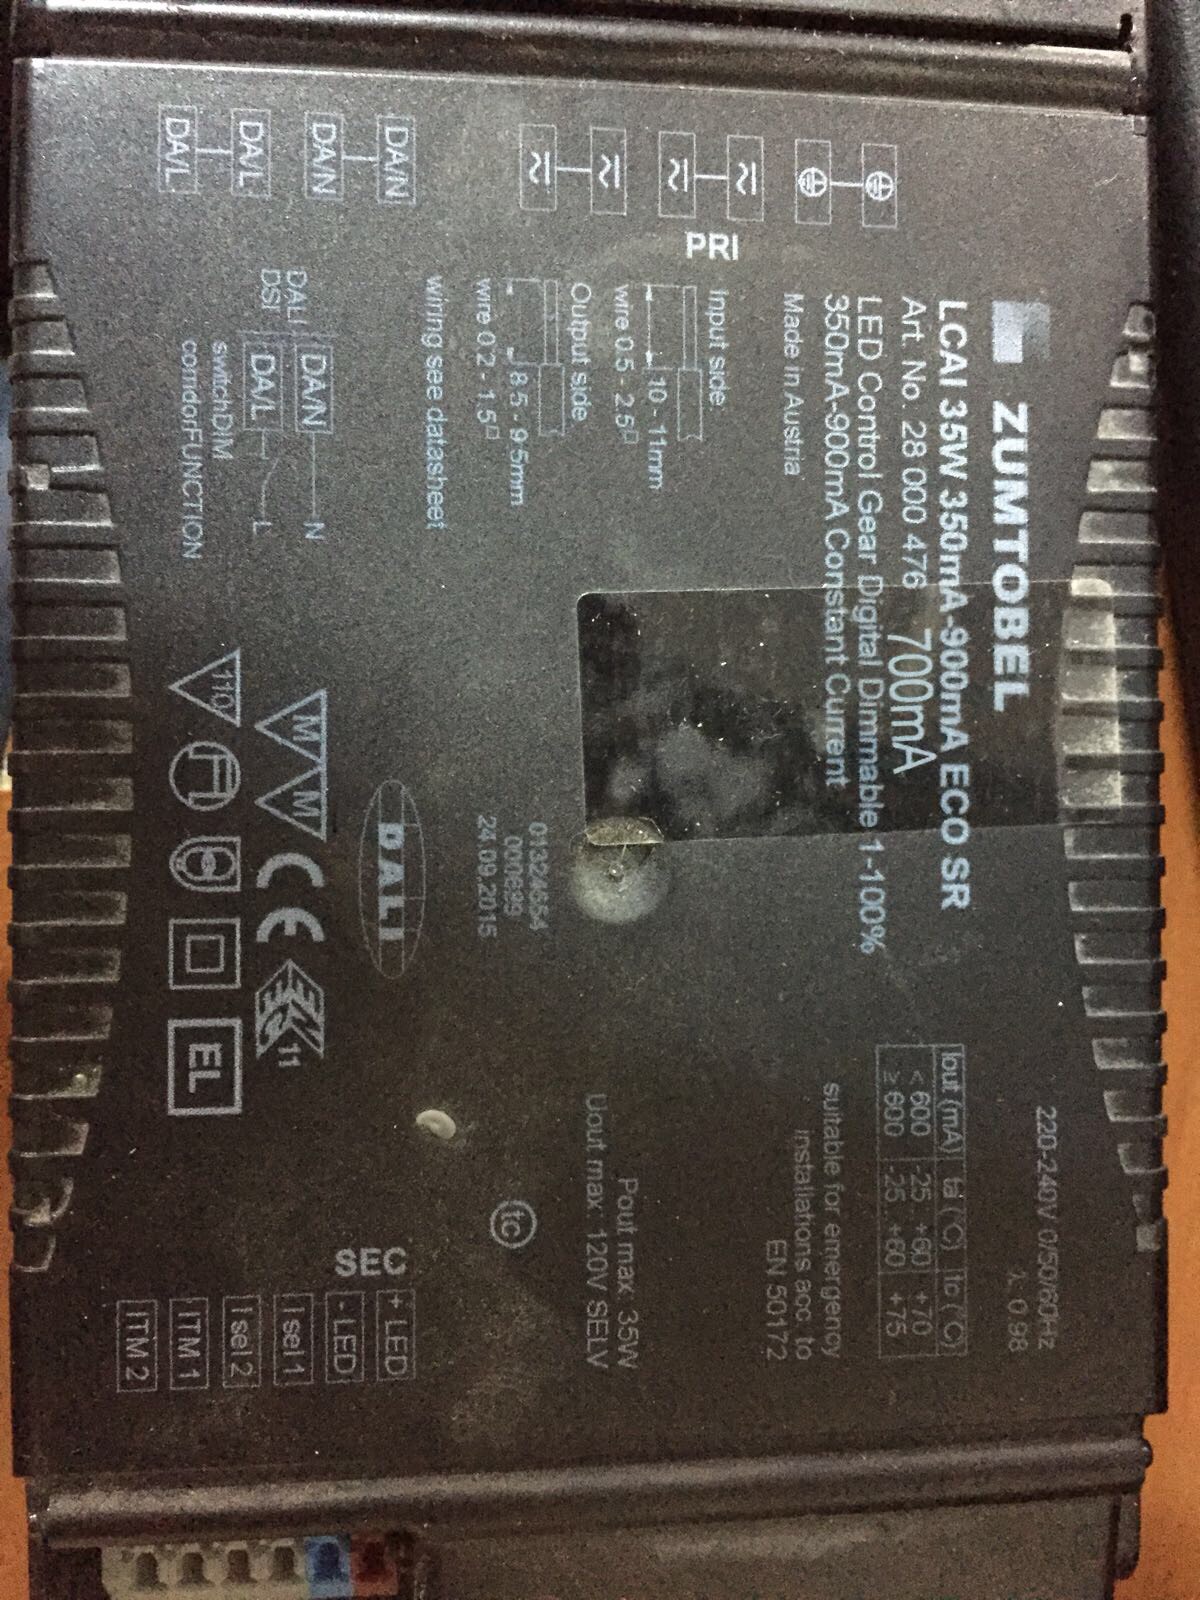 ZUMTOBEL
LCAI 35W 350mA-900mA ECO SR
Art. No. 28 000 476
700mA
LED Control Gear Digital Dimmable 1-100%
350mA-900mA Constant Current
Made in Austria
220-240V 0/50/60Hz
λ 0.98
Iout (mA) ta (°C) tc (°C)
< 600 -25...+60 +70
≥ 600 -25...+60 +75
suitable for emergency
installations acc. to
EN 50172
PRI
Input side:
10 - 11mm
wire 0.5 - 2.5□
Output side:
8.5 - 9.5mm
wire 0.2 - 1.5□
wiring see datasheet
Pout max: 35W
Uout max: 120V SELV
tc
24.09.2015
DA/N
DA/N
DA/L
DA/L
DALI
DSI
DA/N N
DA/L L
switchDIM
corridorFUNCTION
DALI
M M
CE
11
110
EL
SEC
+ LED
- LED
I sel 1
I sel 2
ITM 1
ITM 2